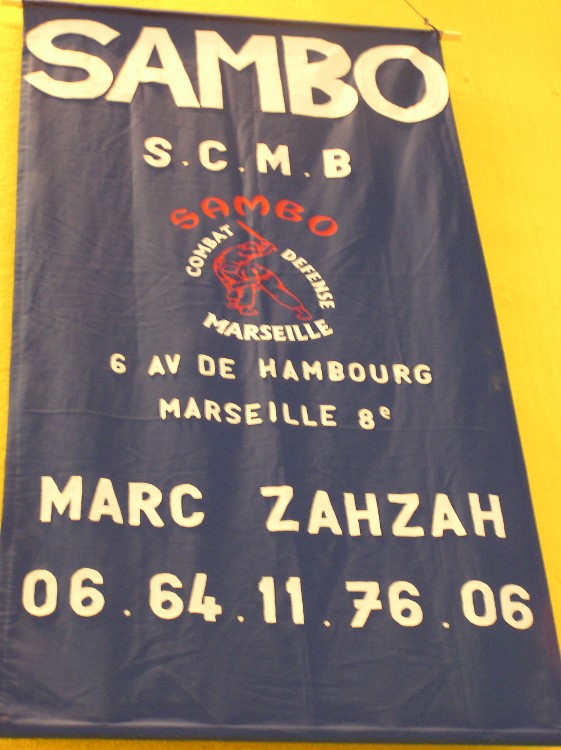 SAMBO
S.C.M.B
SAMBO
COMBAT DEFENSE
MARSEILLE
6 AV DE HAMBOURG
MARSEILLE 8e
MARC ZAHZAH
06.64.11.76.06